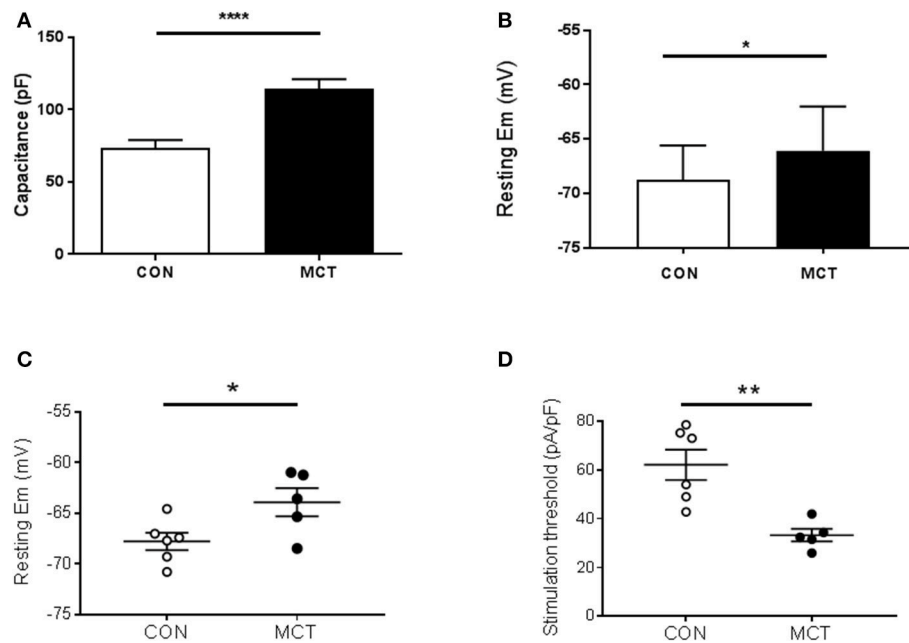 A
****
Capacitance (pF)
150
100
50
0
CON MCT
B
*
Resting Em (mV)
-55
-60
-65
-70
-75
CON MCT
C
*
Resting Em (mV)
-55
-60
-65
-70
-75
CON MCT
D
**
Stimulation threshold (pA/pF)
80
60
40
20
0
CON MCT